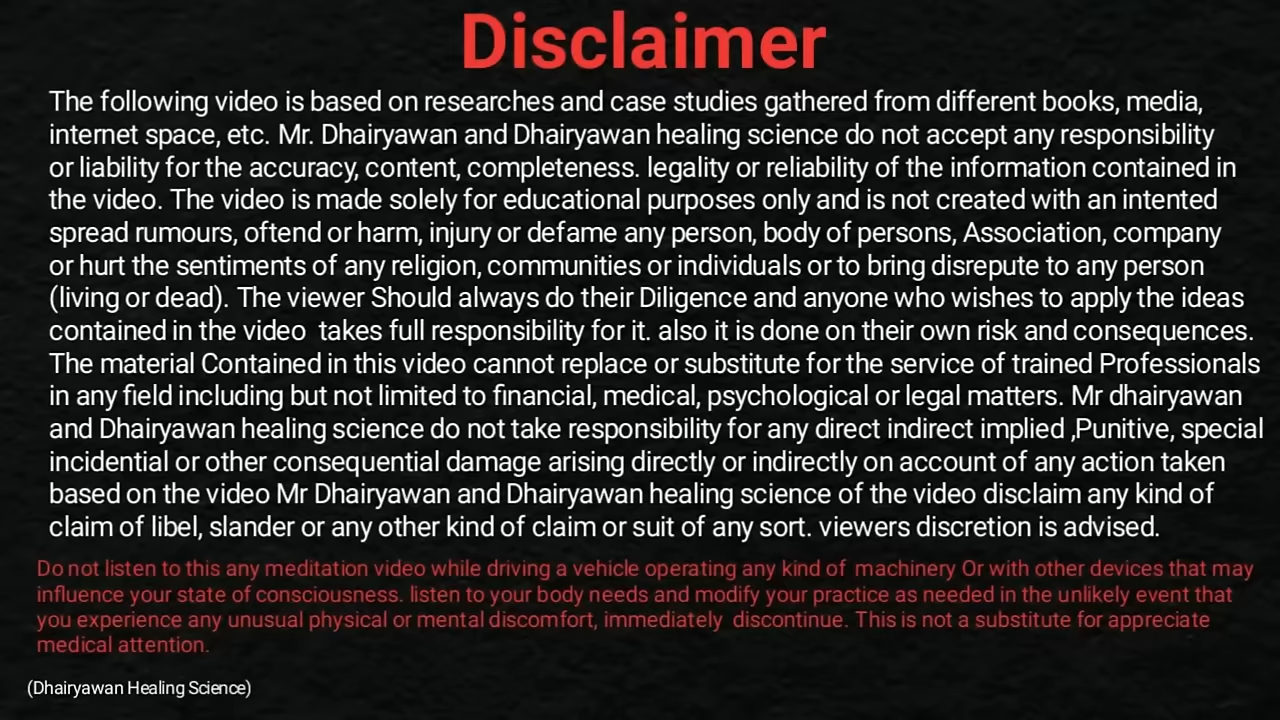 Disclaimer
The following video is based on researches and case studies gathered from different books, media,
internet space, etc. Mr. Dhairyawan and Dhairyawan healing science do not accept any responsibility
or liability for the accuracy, content, completeness. legality or reliability of the information contained in
the video. The video is made solely for educational purposes only and is not created with an intented
spread rumours, oftend or harm, injury or defame any person, body of persons, Association, company
or hurt the sentiments of any religion, communities or individuals or to bring disrepute to any person
(living or dead). The viewer Should always do their Diligence and anyone who wishes to apply the ideas
contained in the video takes full responsibility for it. also it is done on their own risk and consequences.
The material Contained in this video cannot replace or substitute for the service of trained Professionals
in any field including but not limited to financial, medical, psychological or legal matters. Mr dhairyawan
and Dhairyawan healing science do not take responsibility for any direct indirect implied ,Punitive, special
incidential or other consequential damage arising directly or indirectly on account of any action taken
based on the video Mr Dhairyawan and Dhairyawan healing science of the video disclaim any kind of
claim of libel, slander or any other kind of claim or suit of any sort. viewers discretion is advised.
Do not listen to this any meditation video while driving a vehicle operating any kind of machinery Or with other devices that may
influence your state of consciousness. listen to your body needs and modify your practice as needed in the unlikely event that
you experience any unusual physical or mental discomfort, immediately discontinue. This is not a substitute for appreciate
medical attention.
(Dhairyawan Healing Science)